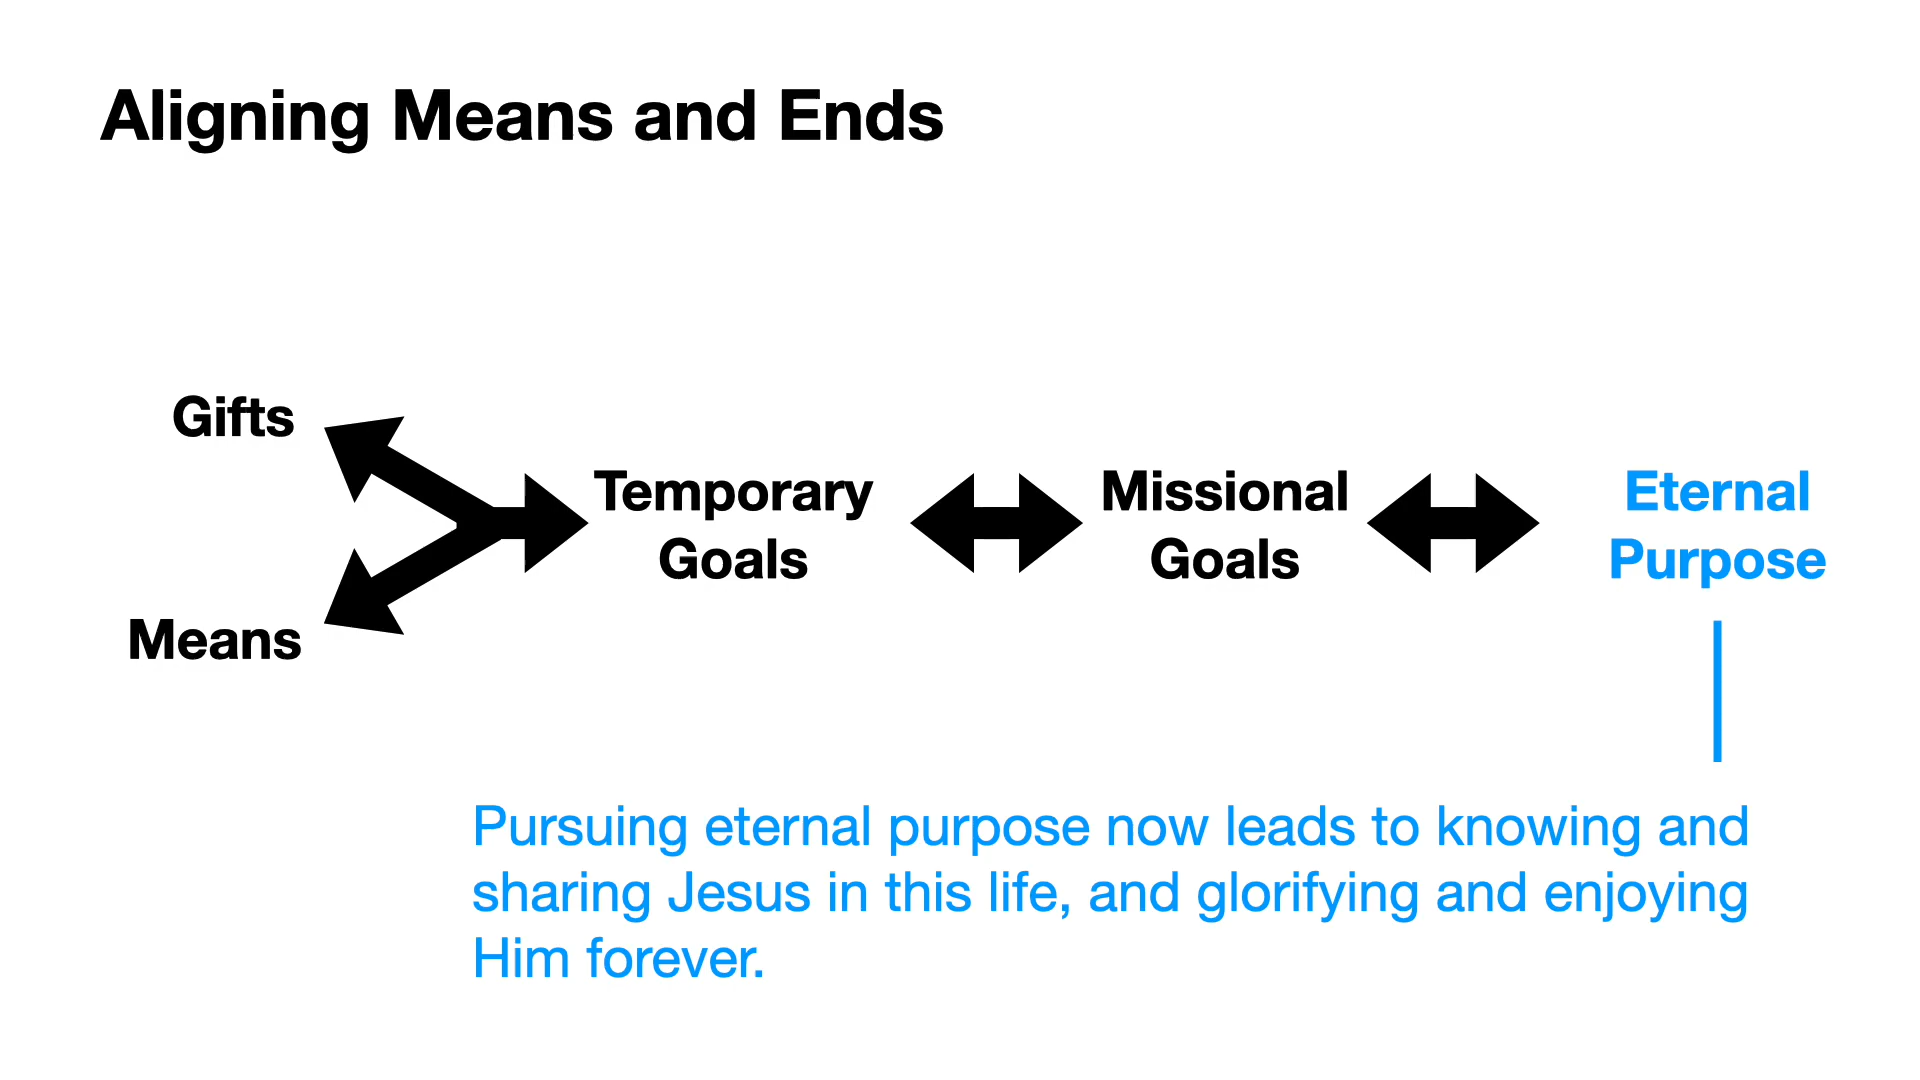 Aligning Means and Ends
Gifts
Means
Temporary
Goals
Missional
Goals
Eternal
Purpose
Pursuing eternal purpose now leads to knowing and
sharing Jesus in this life, and glorifying and enjoying
Him forever.